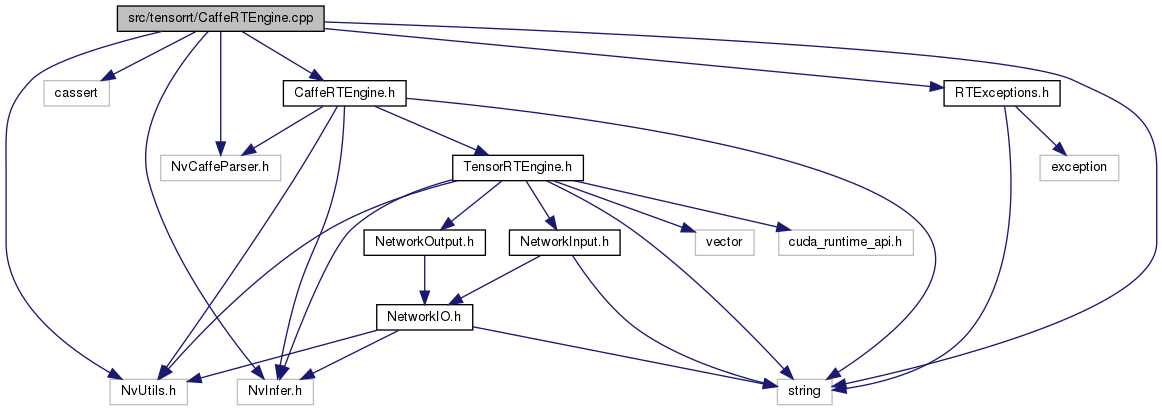 src/tensorrt/CaffeRTEngine.cpp
cassert
CaffeRTEngine.h
RTExceptions.h
NvCaffeParser.h
TensorRTEngine.h
exception
NetworkOutput.h
NetworkInput.h
vector
cuda_runtime_api.h
NetworkIO.h
NvUtils.h
NvInfer.h
string